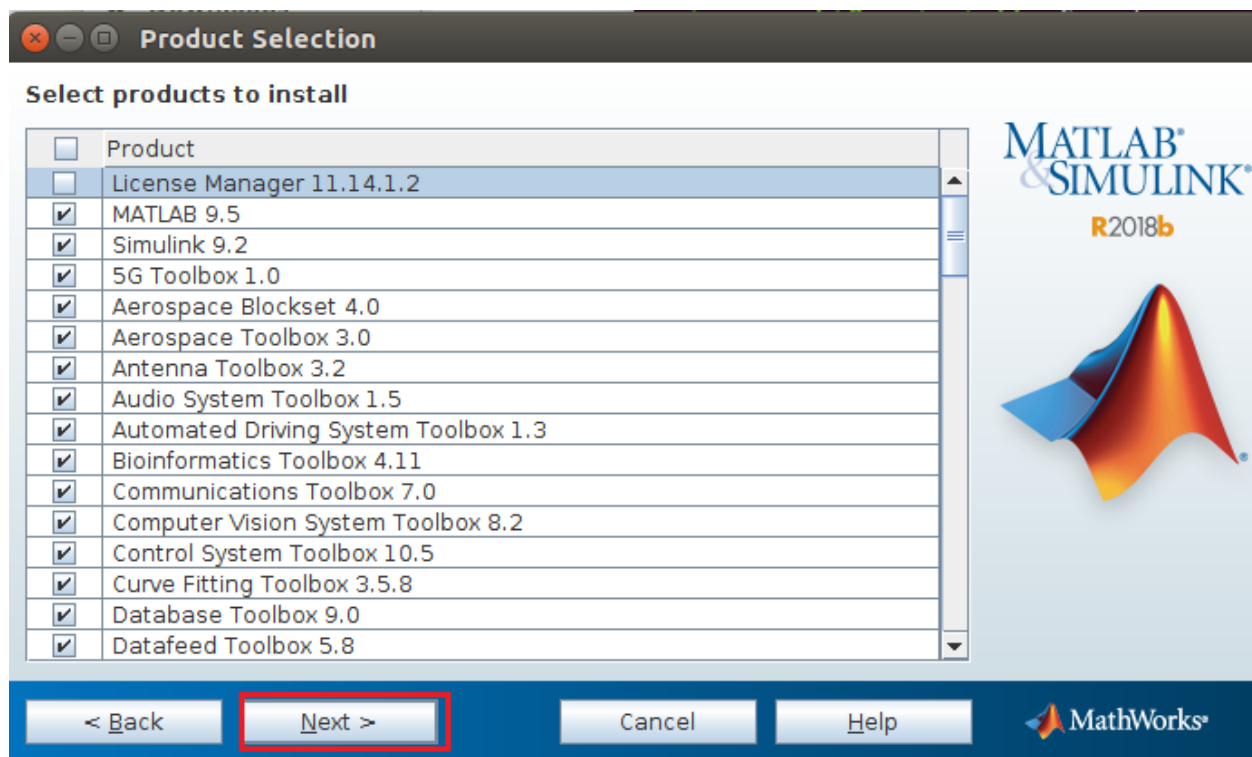 Product Selection
Select products to install
Product
License Manager 11.14.1.2
MATLAB 9.5
Simulink 9.2
5G Toolbox 1.0
Aerospace Blockset 4.0
Aerospace Toolbox 3.0
Antenna Toolbox 3.2
Audio System Toolbox 1.5
Automated Driving System Toolbox 1.3
Bioinformatics Toolbox 4.11
Communications Toolbox 7.0
Computer Vision System Toolbox 8.2
Control System Toolbox 10.5
Curve Fitting Toolbox 3.5.8
Database Toolbox 9.0
Datafeed Toolbox 5.8
MATLAB®
&SIMULINK®
R2018b
®
< Back
Next >
Cancel
Help
MathWorks®